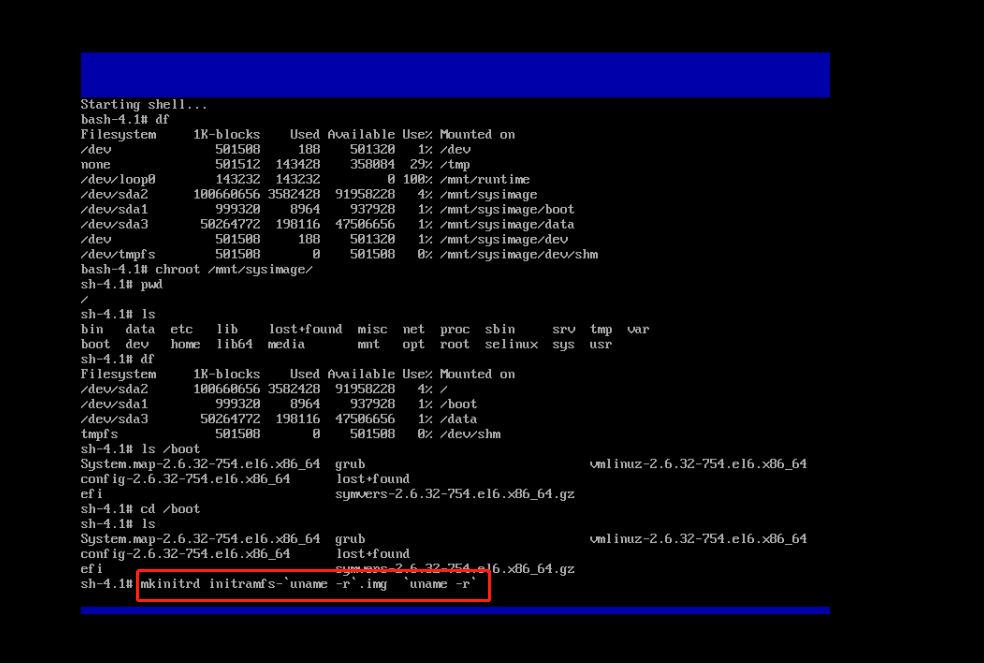 Starting shell...
bash-4.1# df
Filesystem     1K-blocks    Used Available Use% Mounted on
/dev              501508     188    501320   1% /dev
none              501512  143428    358084  29% /tmp
/dev/loop0        143232  143232         0 100% /mnt/runtime
/dev/sda2      100660656 3582428  91958228   4% /mnt/sysimage
/dev/sda1         999320    8964    937928   1% /mnt/sysimage/boot
/dev/sda3       50264772  198116  47506656   1% /mnt/sysimage/data
/dev              501508     188    501320   1% /mnt/sysimage/dev
/dev/tmpfs        501508       0    501508   0% /mnt/sysimage/dev/shm
bash-4.1# chroot /mnt/sysimage/
sh-4.1# pwd
/
sh-4.1# ls
bin   data  etc   lib    lost+found  misc  net  proc  sbin     srv  tmp  var
boot  dev   home  lib64  media       mnt   opt  root  selinux  sys  usr
sh-4.1# df
Filesystem     1K-blocks    Used Available Use% Mounted on
/dev/sda2      100660656 3582428  91958228   4% /
/dev/sda1         999320    8964    937928   1% /boot
/dev/sda3       50264772  198116  47506656   1% /data
tmpfs             501508       0    501508   0% /dev/shm
sh-4.1# ls /boot
System.map-2.6.32-754.el6.x86_64  grub                              vmlinuz-2.6.32-754.el6.x86_64
config-2.6.32-754.el6.x86_64      lost+found
efi                               symvers-2.6.32-754.el6.x86_64.gz
sh-4.1# cd /boot
sh-4.1# ls
System.map-2.6.32-754.el6.x86_64  grub                              vmlinuz-2.6.32-754.el6.x86_64
config-2.6.32-754.el6.x86_64      lost+found
efi                               symvers-2.6.32-754.el6.x86_64.gz
sh-4.1# mkinitrd initramfs-`uname -r`.img  `uname -r`